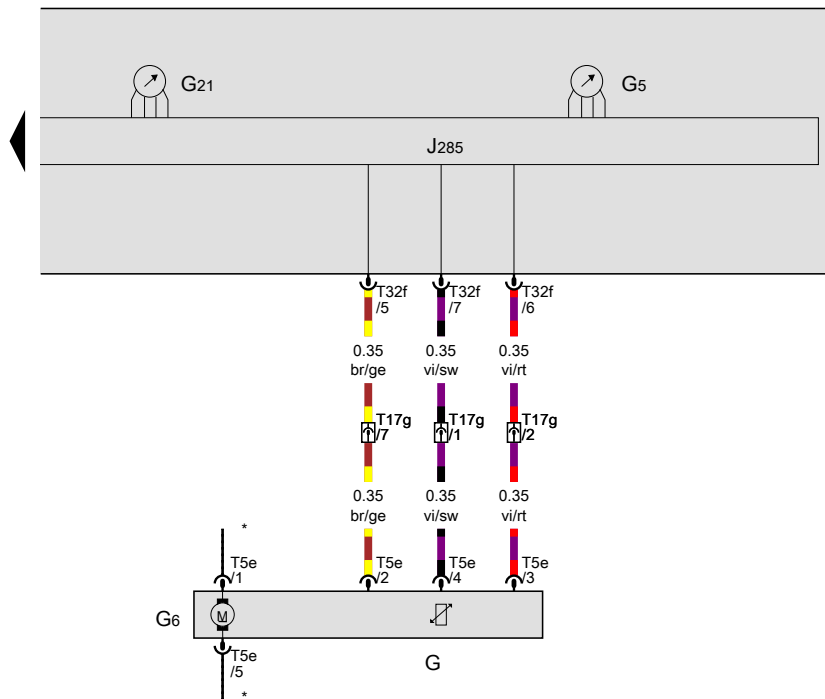 G21
G5
J285
T32f
/5
T32f
/7
T32f
/6
0.35
br/ge
0.35
vi/sw
0.35
vi/rt
T17g
/7
T17g
/1
T17g
/2
0.35
br/ge
0.35
vi/sw
0.35
vi/rt
*
T5e
/1
T5e
/2
T5e
/4
T5e
/3
G6
M
T5e
/5
G
*